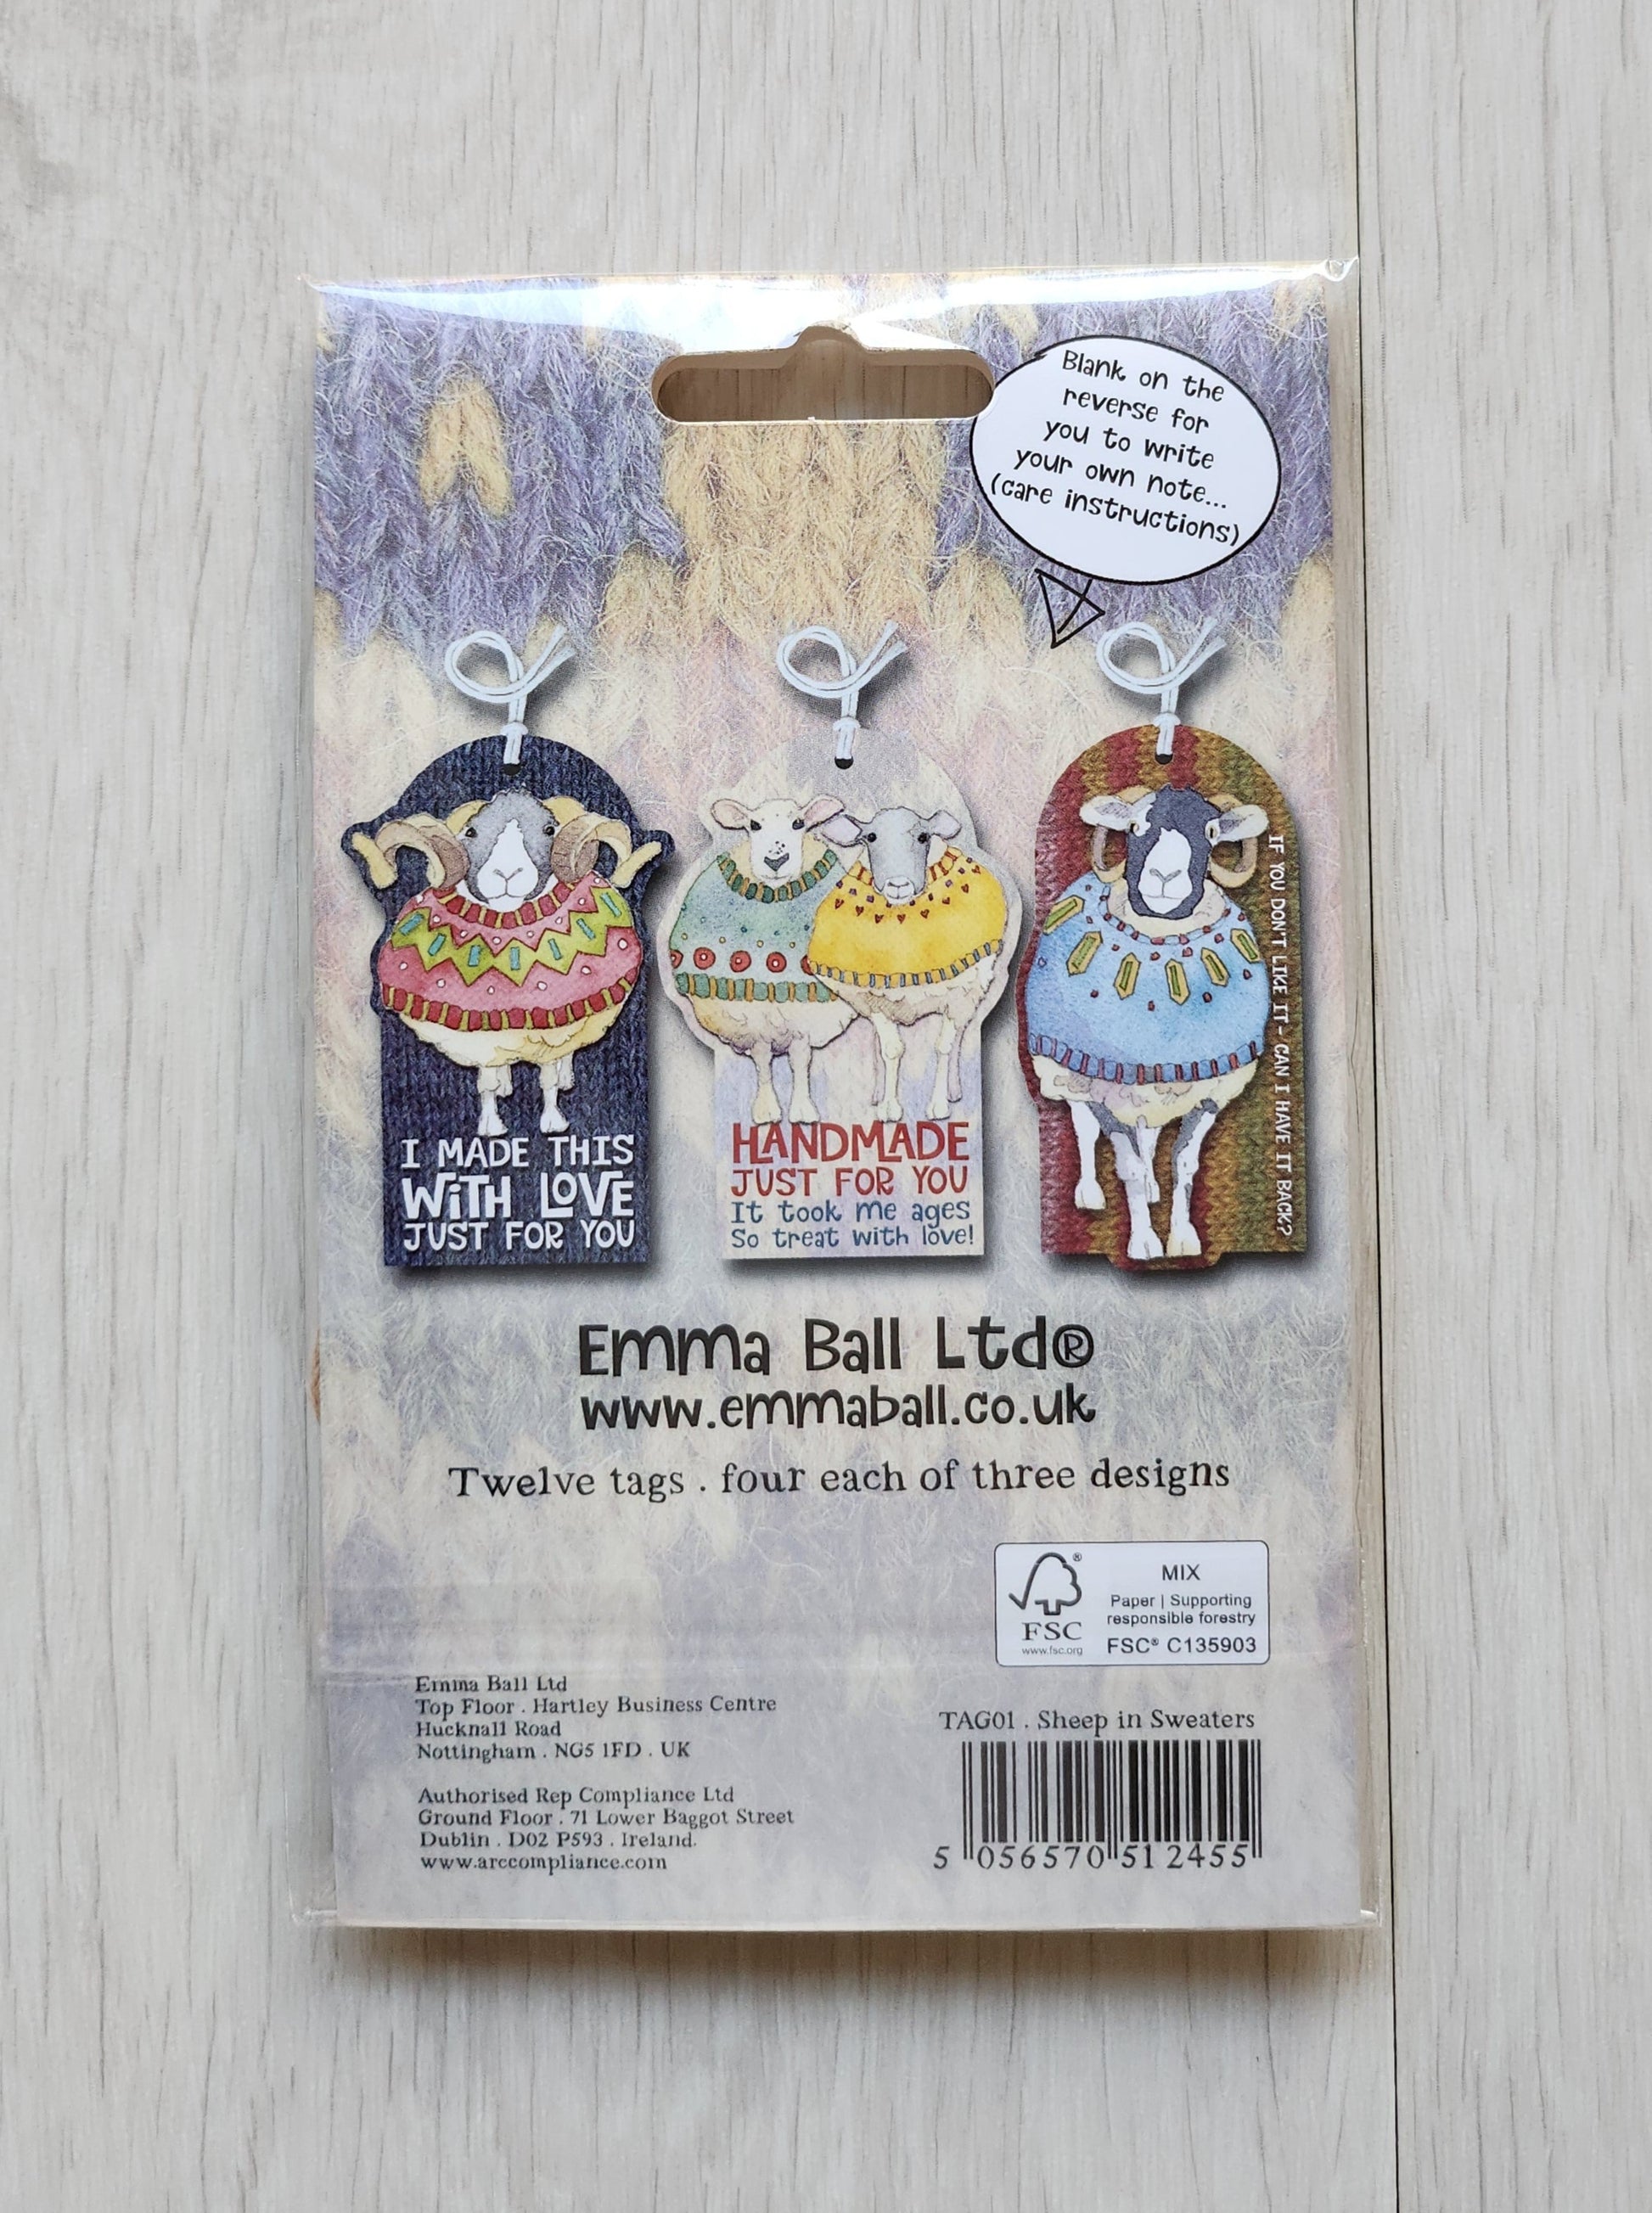 Blank on the
reverse for
you to write
your own note...
(care instructions)
I MADE THIS
WITH LOVE
JUST FOR YOU
HANDMADE
JUST FOR YOU
It took me ages
So treat with love!
IF YOU DON'T LIKE IT - CAN I HAVE IT BACK?
Emma Ball Ltd®
www.emmaball.co.uk
Twelve tags . four each of three designs
MIX
Paper | Supporting
responsible forestry
FSC® C135903
FSC®
www.fsc.org
Emma Ball Ltd
Top Floor . Hartley Business Centre
Hucknall Road
Nottingham . NG5 1FD . UK
Authorised Rep Compliance Ltd
Ground Floor . 71 Lower Baggot Street
Dublin . D02 P593 . Ireland.
www.arccompliance.com
TAG01 . Sheep in Sweaters
5 056570 512455